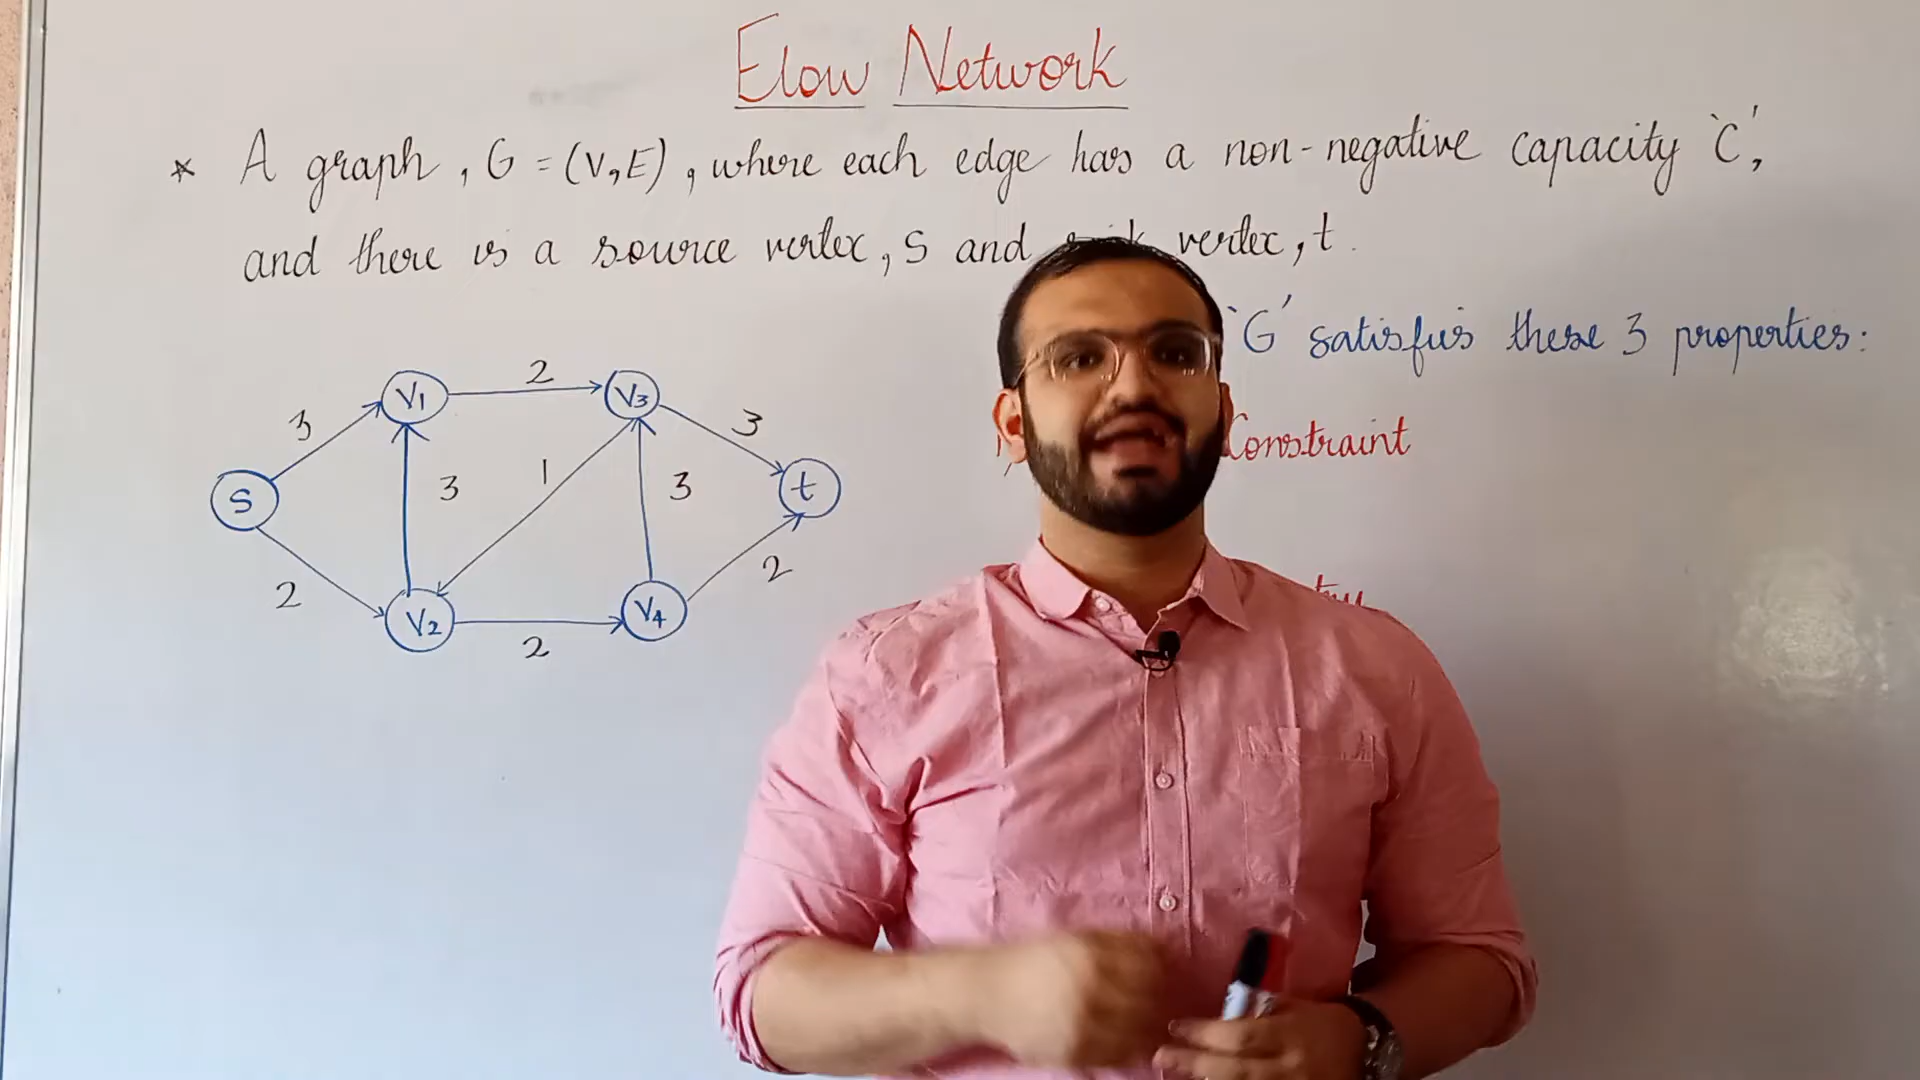 Flow Network
* A graph, G = (V, E), where each edge has a non-negative capacity 'C',
and there is a source vertex, S and vertex, t.
'G' satisfies these 3 properties:
Constraint
2
V1
V3
3
3
1
3
3
S
t
2
2
V2
V4
2